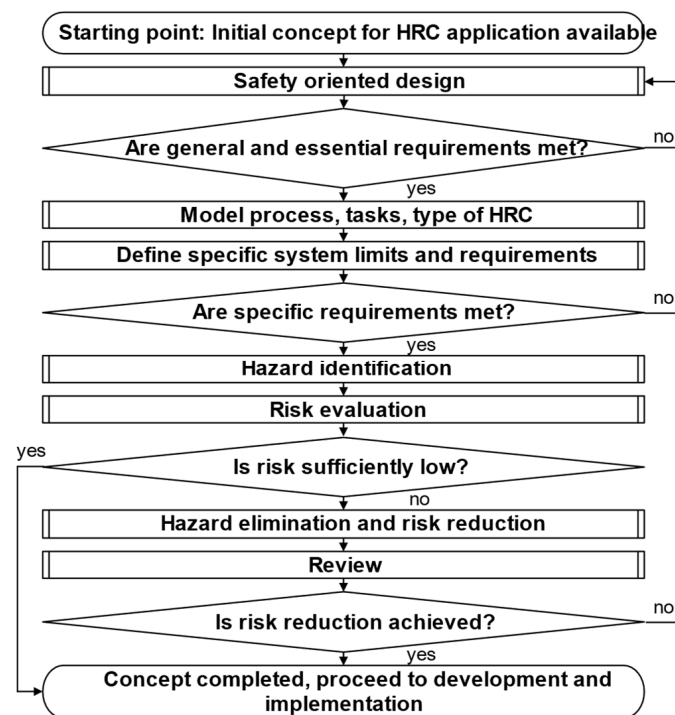 Starting point: Initial concept for HRC application available
Safety oriented design
Are general and essential requirements met?
no
yes
Model process, tasks, type of HRC
Define specific system limits and requirements
Are specific requirements met?
no
yes
Hazard identification
Risk evaluation
yes
Is risk sufficiently low?
no
Hazard elimination and risk reduction
Review
Is risk reduction achieved?
no
yes
Concept completed, proceed to development and
implementation